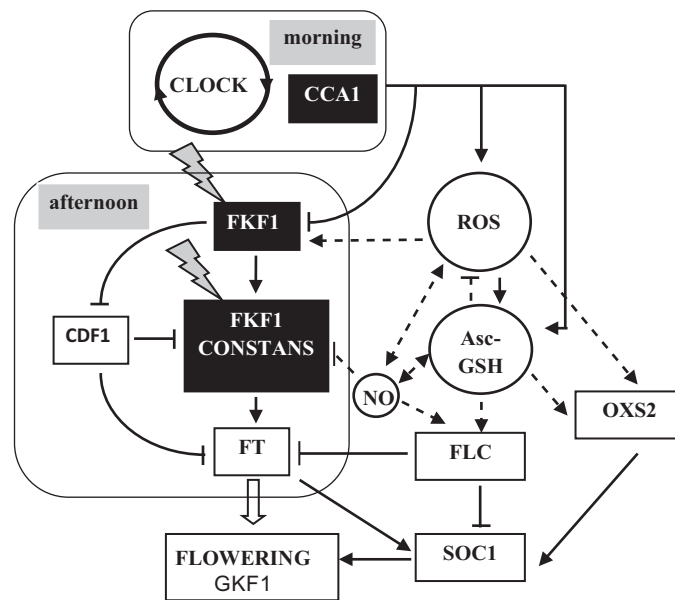 morning
CLOCK
CCA1
afternoon
FKF1
ROS
FKF1
CONSTANS
CDF1
Asc-
GSH
NO
OXS2
FT
FLC
FLOWERING
GKF1
SOC1